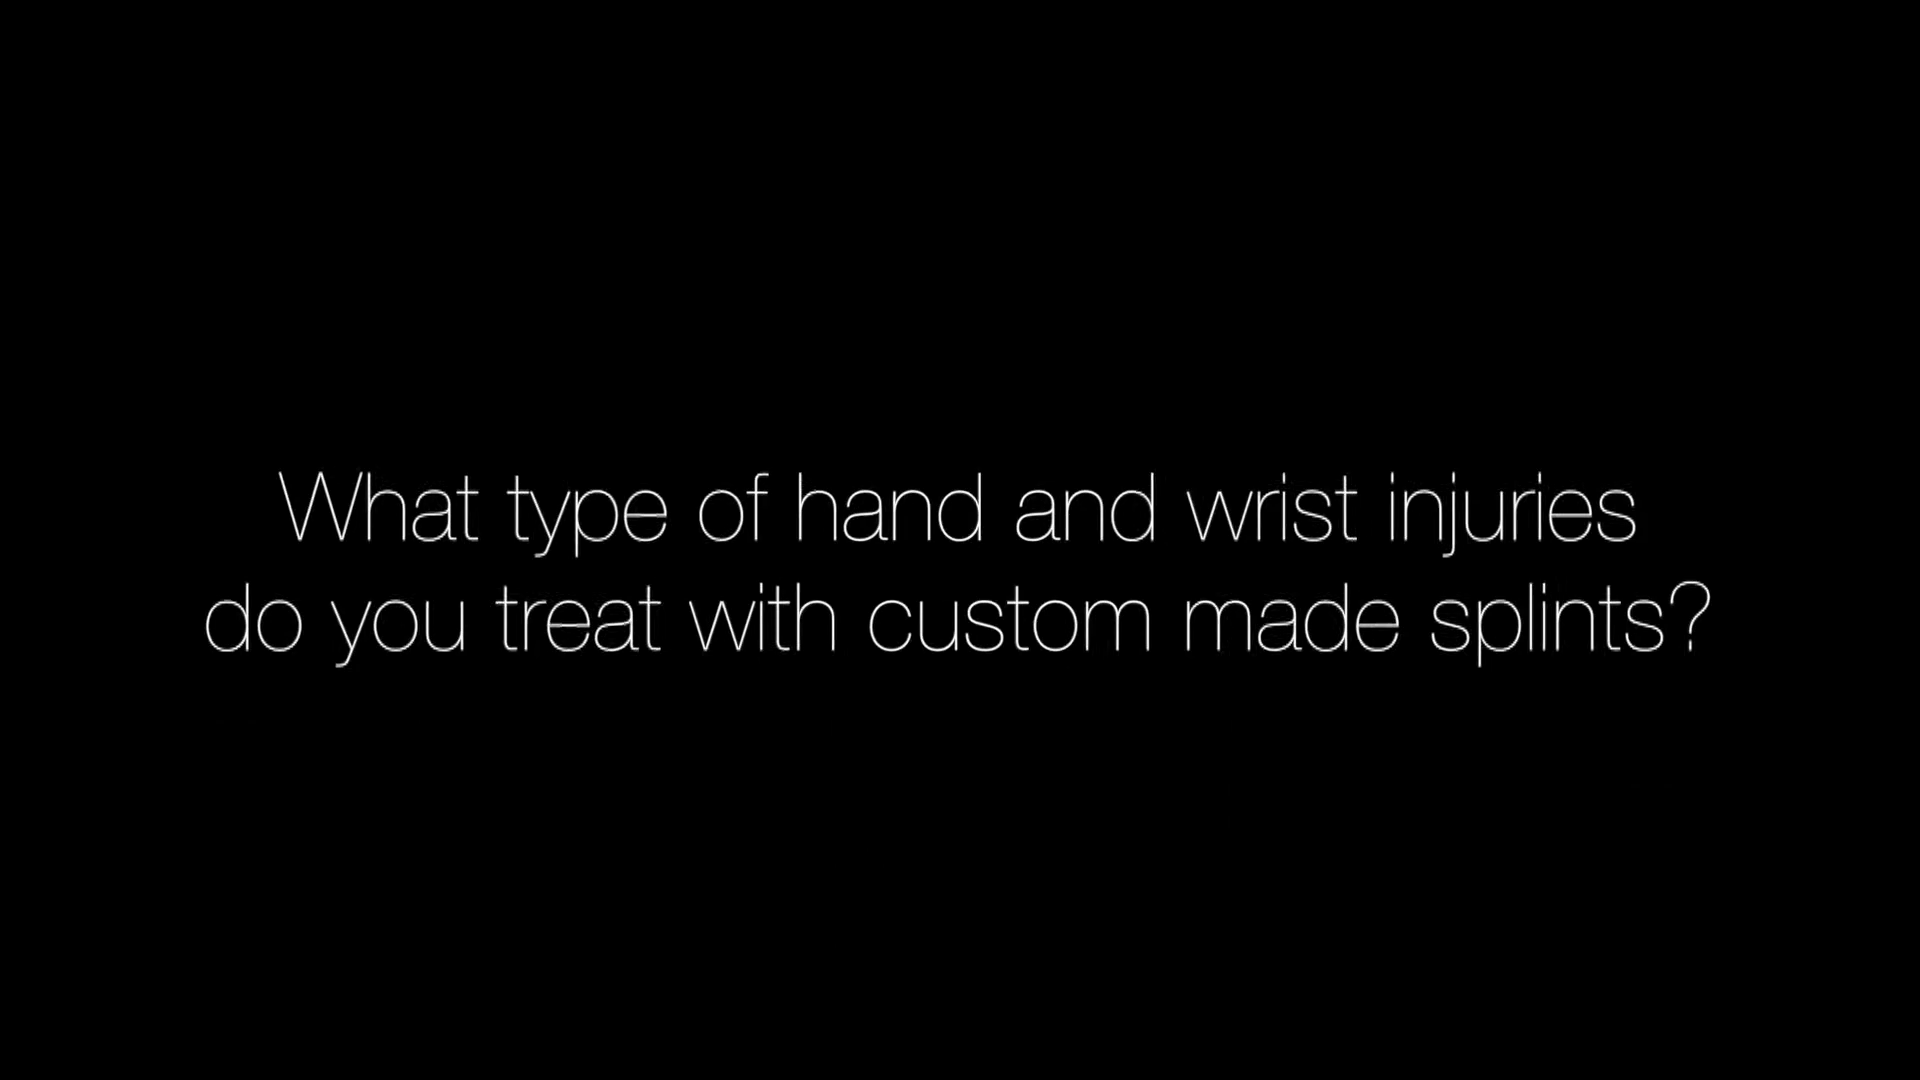 What type of hand and wrist injuries
do you treat with custom made splints?